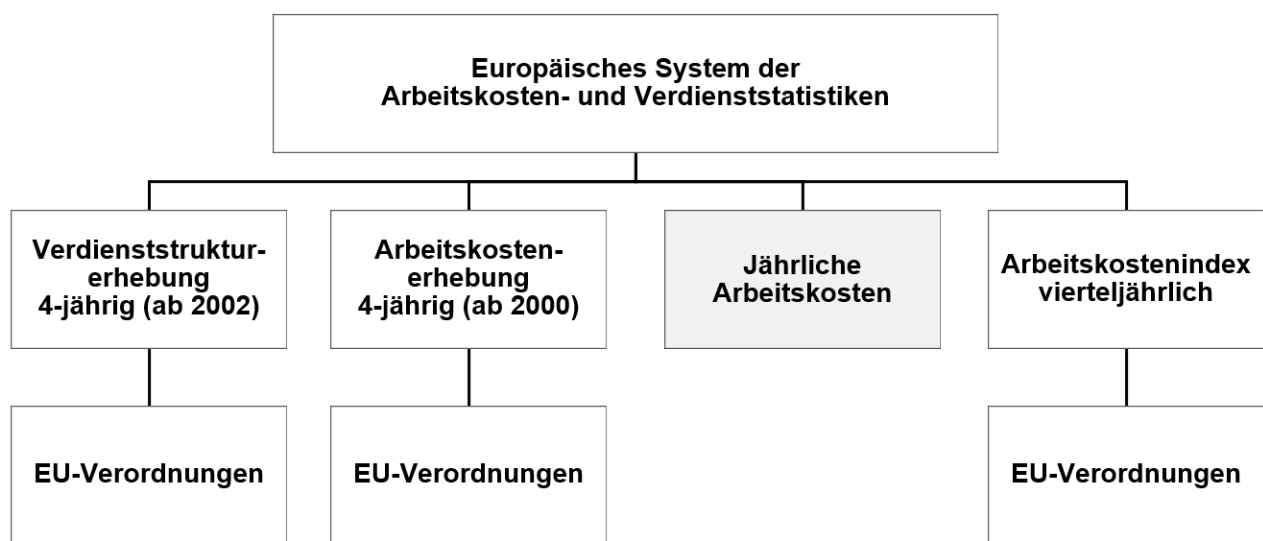 Europäisches System der
Arbeitskosten- und Verdienststatistiken
Verdienststruktur-
erhebung
4-jährig (ab 2002)
Arbeitskosten-
erhebung
4-jährig (ab 2000)
Jährliche
Arbeitskosten
Arbeitskostenindex
vierteljährlich
EU-Verordnungen
EU-Verordnungen
EU-Verordnungen